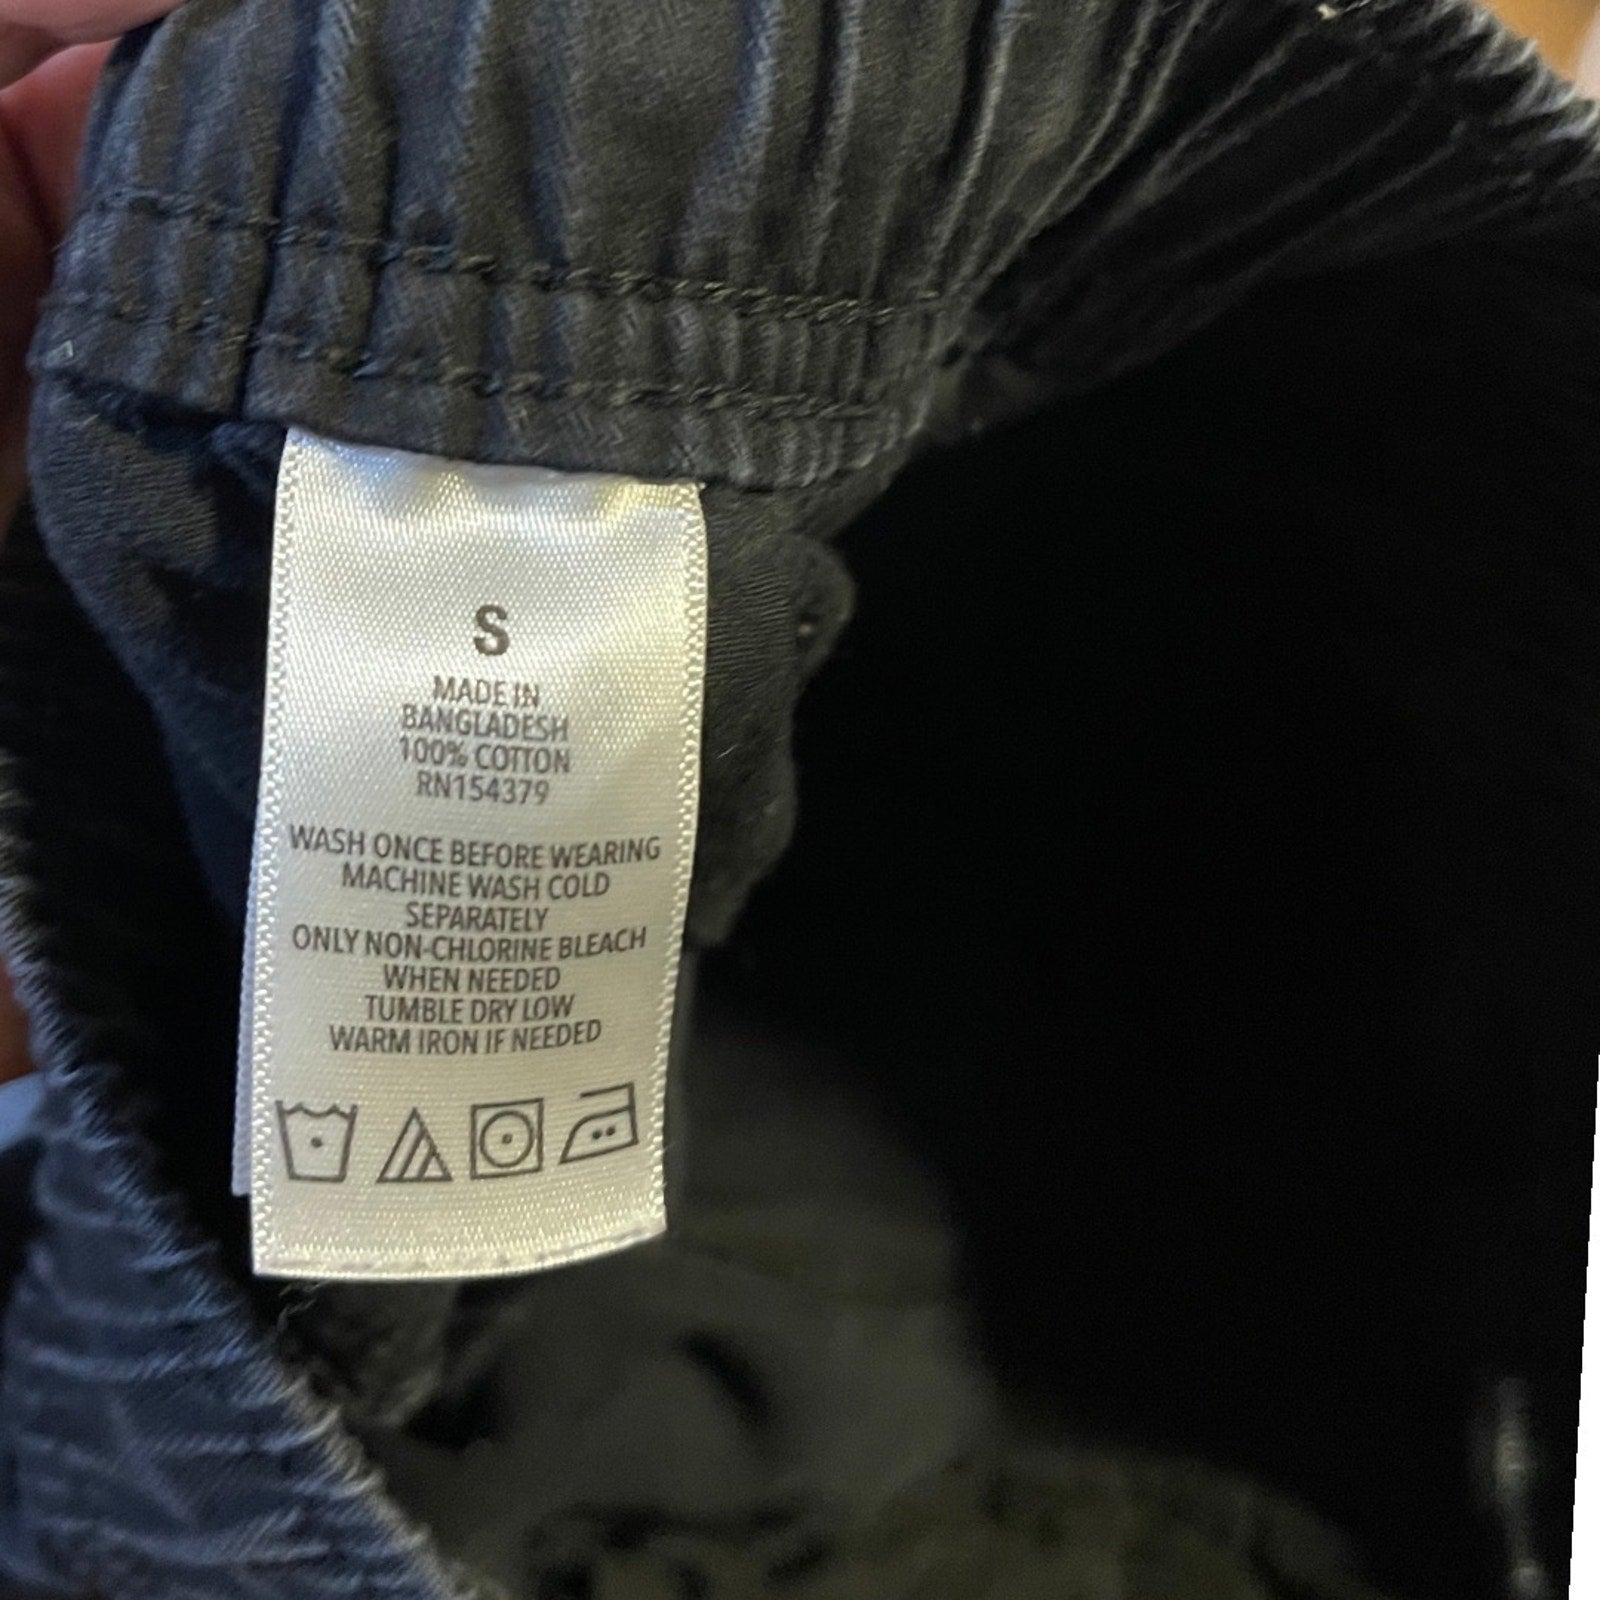 S
MADE IN
BANGLADESH
100% COTTON
RN154379
WASH ONCE BEFORE WEARING
MACHINE WASH COLD
SEPARATELY
ONLY NON-CHLORINE BLEACH
WHEN NEEDED
TUMBLE DRY LOW
WARM IRON IF NEEDED